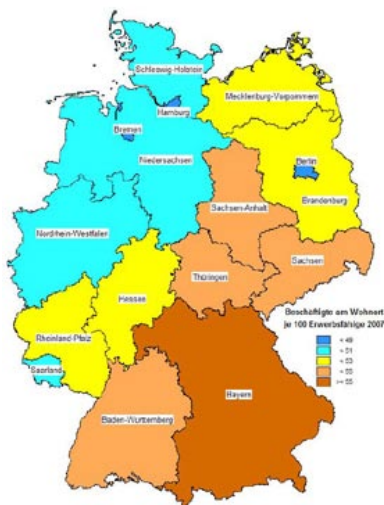 Schleswig-Holstein
Mecklenburg-Vorpommern
Hamburg
Bremen
Niedersachsen
Berlin
Brandenburg
Sachsen-Anhalt
Nordrhein-Westfalen
Sachsen
Thüringen
Hessen
Beschäftigte am Wohnort
je 100 Erwerbsfähige 2007
< 49
< 51
< 53
< 55
>= 55
Rheinland-Pfalz
Saarland
Bayern
Baden-Württemberg